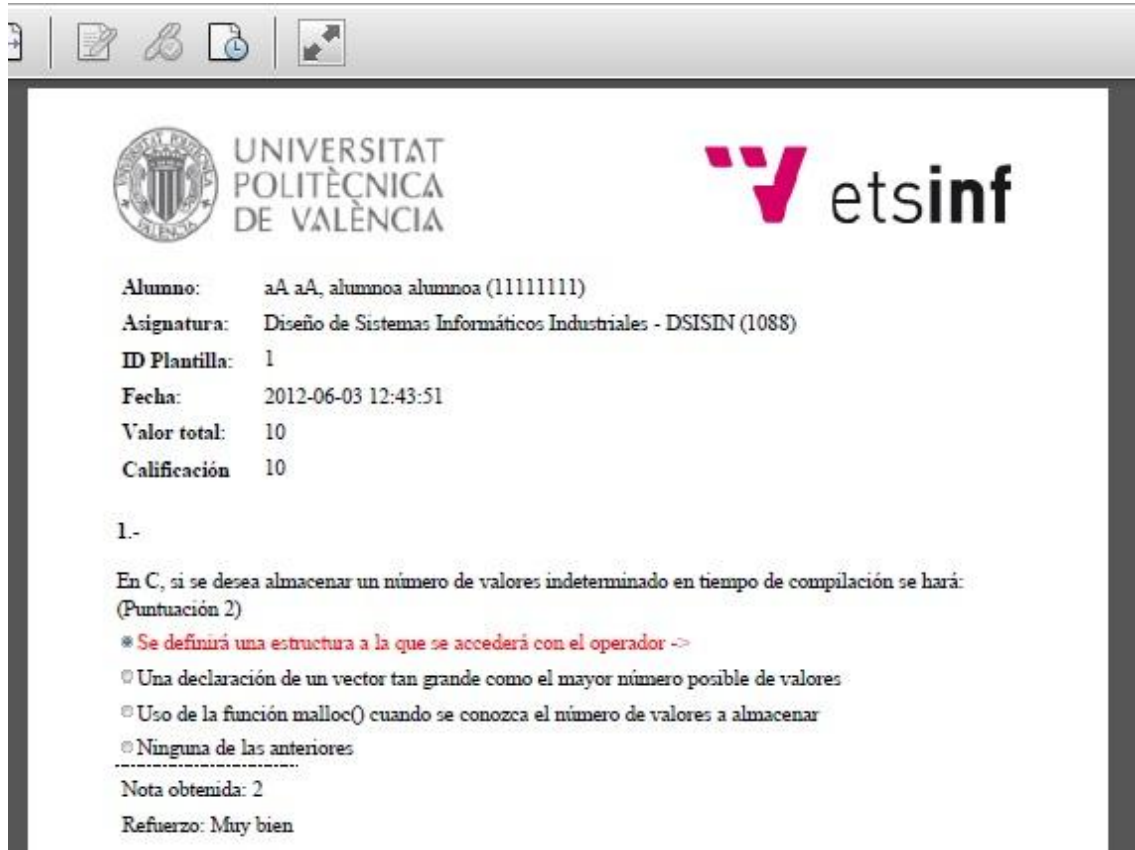 UNIVERSITAT
POLITÈCNICA
DE VALÈNCIA
etsinf
Alumno: aA aA, alumnoa alumnoa (11111111)
Asignatura: Diseño de Sistemas Informáticos Industriales - DSISIN (1088)
ID Plantilla: 1
Fecha: 2012-06-03 12:43:51
Valor total: 10
Calificación 10
1.-
En C, si se desea almacenar un número de valores indeterminado en tiempo de compilación se hará:
(Puntuación 2)
Se definirá una estructura a la que se accederá con el operador ->
Una declaración de un vector tan grande como el mayor número posible de valores
Uso de la función malloc() cuando se conozca el número de valores a almacenar
Ninguna de las anteriores
Nota obtenida: 2
Refuerzo: Muy bien